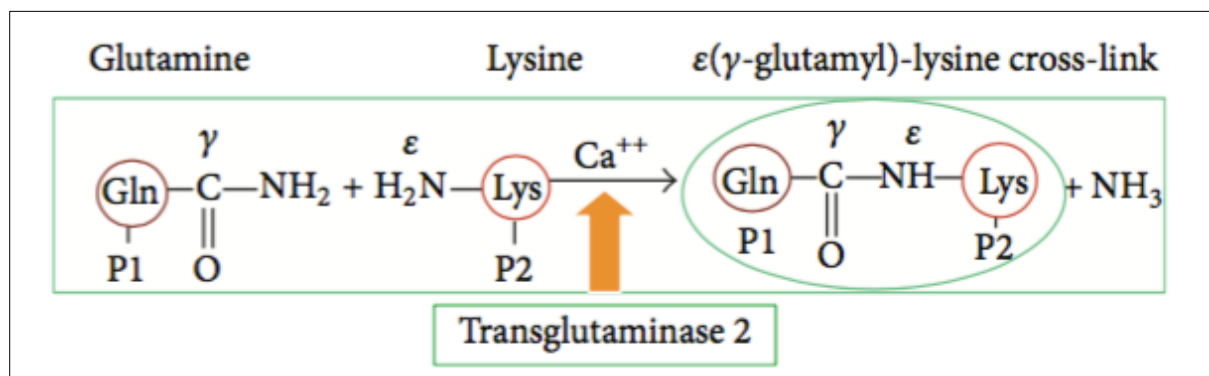 Glutamine Lysine ε(γ-glutamyl)-lysine cross-link
γ ε Ca++ γ ε
Gln C NH2 + H2N Lys Gln C NH Lys + NH3
P1 O P2 P1 O P2
Transglutaminase 2